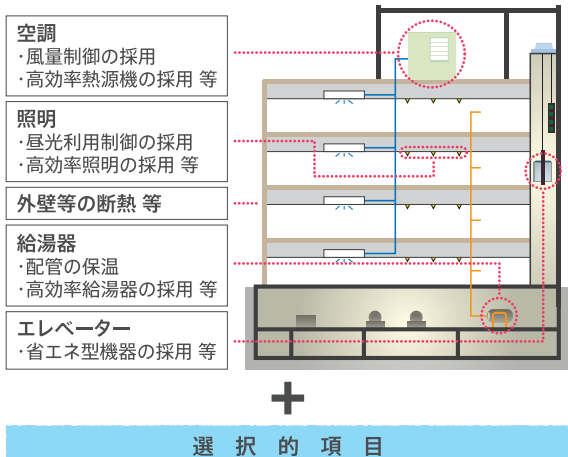 空調
・風量制御の採用
・高効率熱源機の採用 等
照明
・昼光利用制御の採用
・高効率照明の採用 等
外壁等の断熱 等
給湯器
・配管の保温
・高効率給湯器の採用 等
エレベーター
・省エネ型機器の採用 等
+
選択的項目